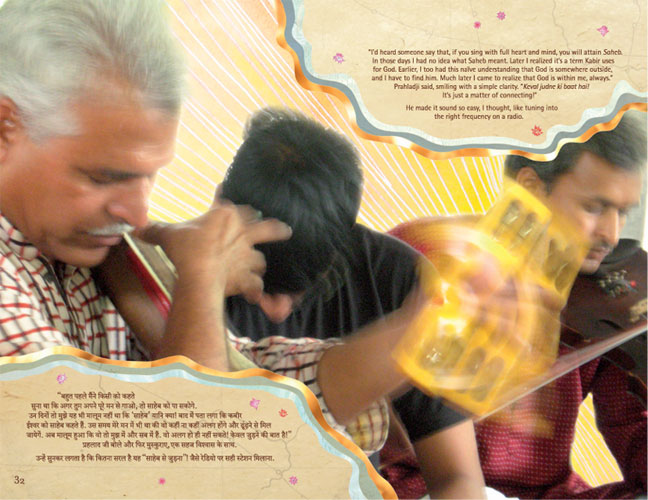 "I'd heard someone say that, if you sing with full heart and mind, you will attain Saheb.
In those days I had no idea what Saheb meant. Later I realized it's a term Kabir uses
for God. Earlier, I too had this naïve understanding that God is somewhere outside,
and I have to find him. Much later I came to realize that God is within me, always."
Prahladji said, smiling with a simple clarity. "Keval judne ki baat hai!
It's just a matter of connecting!"
He made it sound so easy, I thought, like tuning into
the right frequency on a radio.
"बहुत पहले मैंने किसी को कहते
सुना था कि अगर तुम अपने पूरे मन से गाओ, तो साहेब को पा सकोगे.
उन दिनों तो मुझे यह भी मालूम नहीं था कि 'साहेब' यानि क्या! बाद में पता लगा कि कबीर
ईश्वर को साहेब कहते हैं. उस समय मेरे मन में भी था की वो कहीं ना कहीं अलग होंगे और ढूंढने से मिल
जायेंगे. अब मालूम हुआ कि वो तो मुझ में और सब में हैं. वो अलग हो ही नहीं सकते! केवल जुड़ने की बात है!"
प्रहलाद जी बोले और फिर मुस्कुराए, एक सहज विश्वास के साथ.
उन्हें सुनकर लगता है कि कितना सरल है यह "साहेब से जुड़ना"! जैसे रेडियो पर सही स्टेशन मिलाना.
32